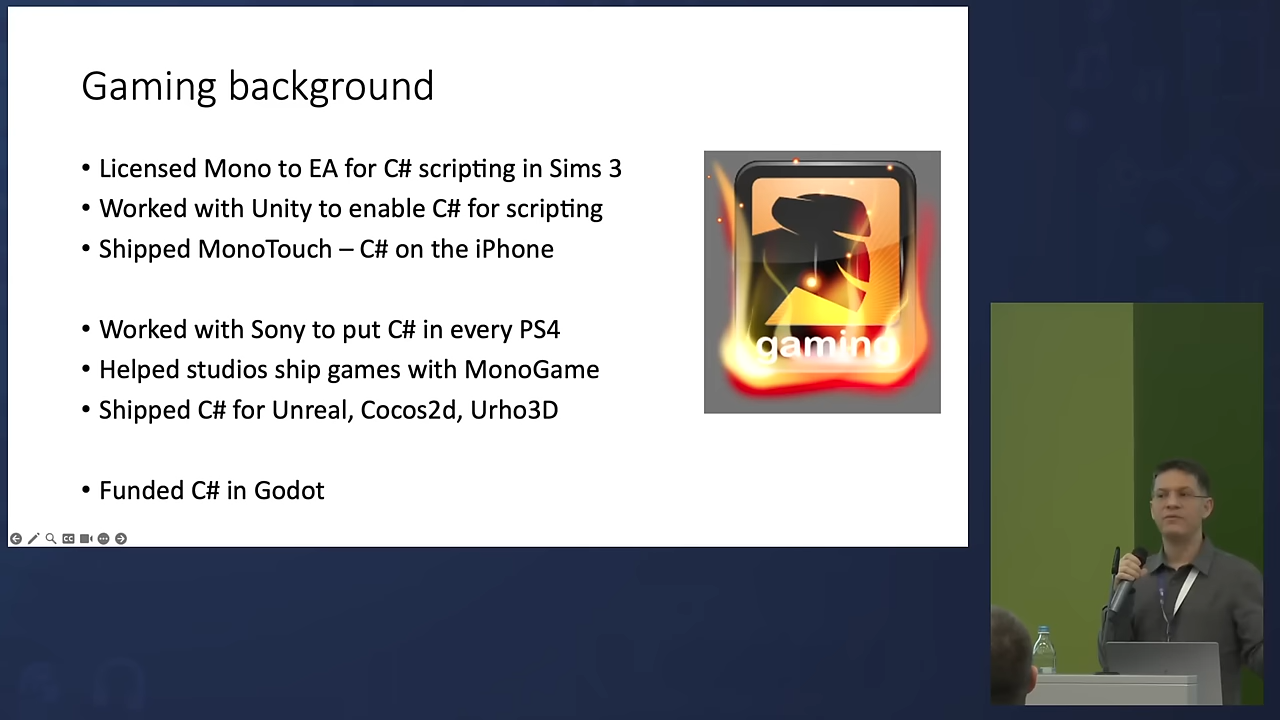 Gaming background
• Licensed Mono to EA for C# scripting in Sims 3
• Worked with Unity to enable C# for scripting
• Shipped MonoTouch – C# on the iPhone
• Worked with Sony to put C# in every PS4
• Helped studios ship games with MonoGame
• Shipped C# for Unreal, Cocos2d, Urho3D
• Funded C# in Godot
gaming
CC